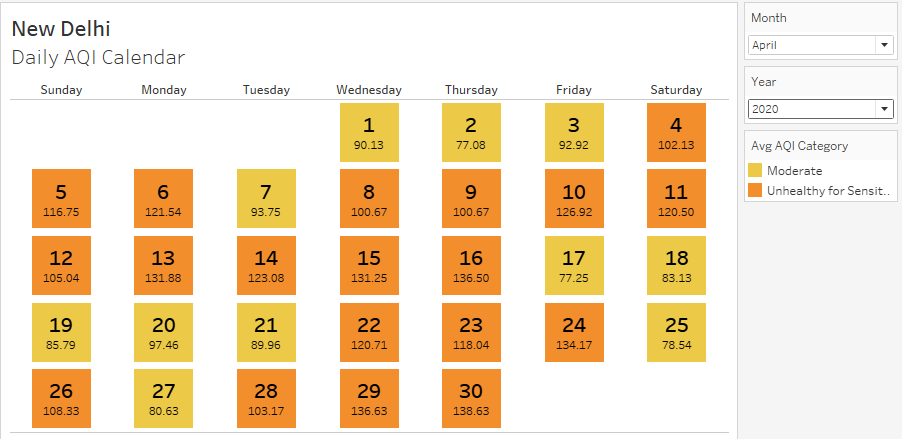 New Delhi
Daily AQI Calendar
Sunday Monday Tuesday Wednesday Thursday Friday Saturday
1 2 3 4
90.13 77.08 92.92 102.13
5 6 7 8 9 10 11
116.75 121.54 93.75 100.67 100.67 126.92 120.50
12 13 14 15 16 17 18
105.04 131.88 123.08 131.25 136.50 77.25 83.13
19 20 21 22 23 24 25
85.79 97.46 89.96 120.71 118.04 134.17 78.54
26 27 28 29 30
108.33 80.63 103.17 136.63 138.63
Month
April
Year
2020
Avg AQI Category
Moderate
Unhealthy for Sensit..